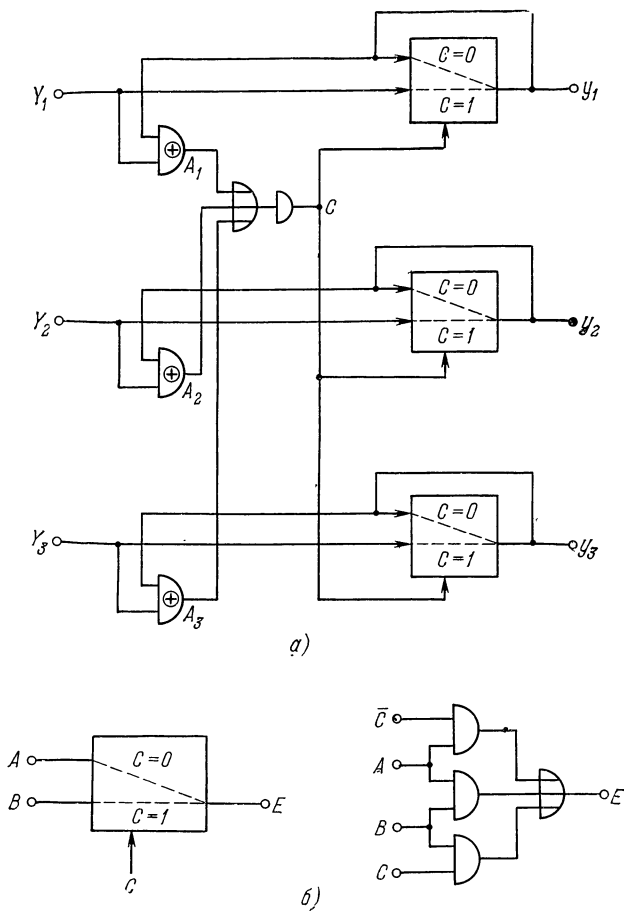 C=0
Y₁
y₁
C=1
⊕
A₁
C
C=0
Y₂
y₂
C=1
⊕
A₂
C=0
Y₃
y₃
C=1
⊕
A₃
а)
A
C=0
B
C=1
E
C
C̅
A
B
C
E
б)